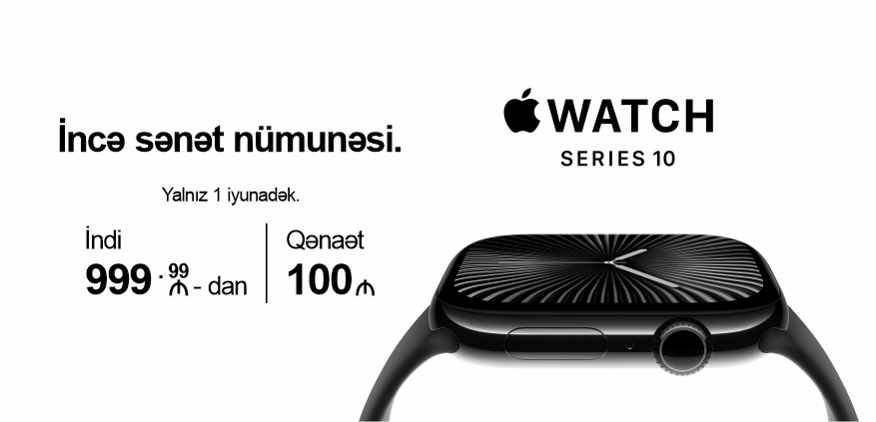 İncə sənət nümunəsi.
Yalnız 1 iyunadək.
İndi
999.99₼-dan
Qənaət
100₼
WATCH
SERIES 10